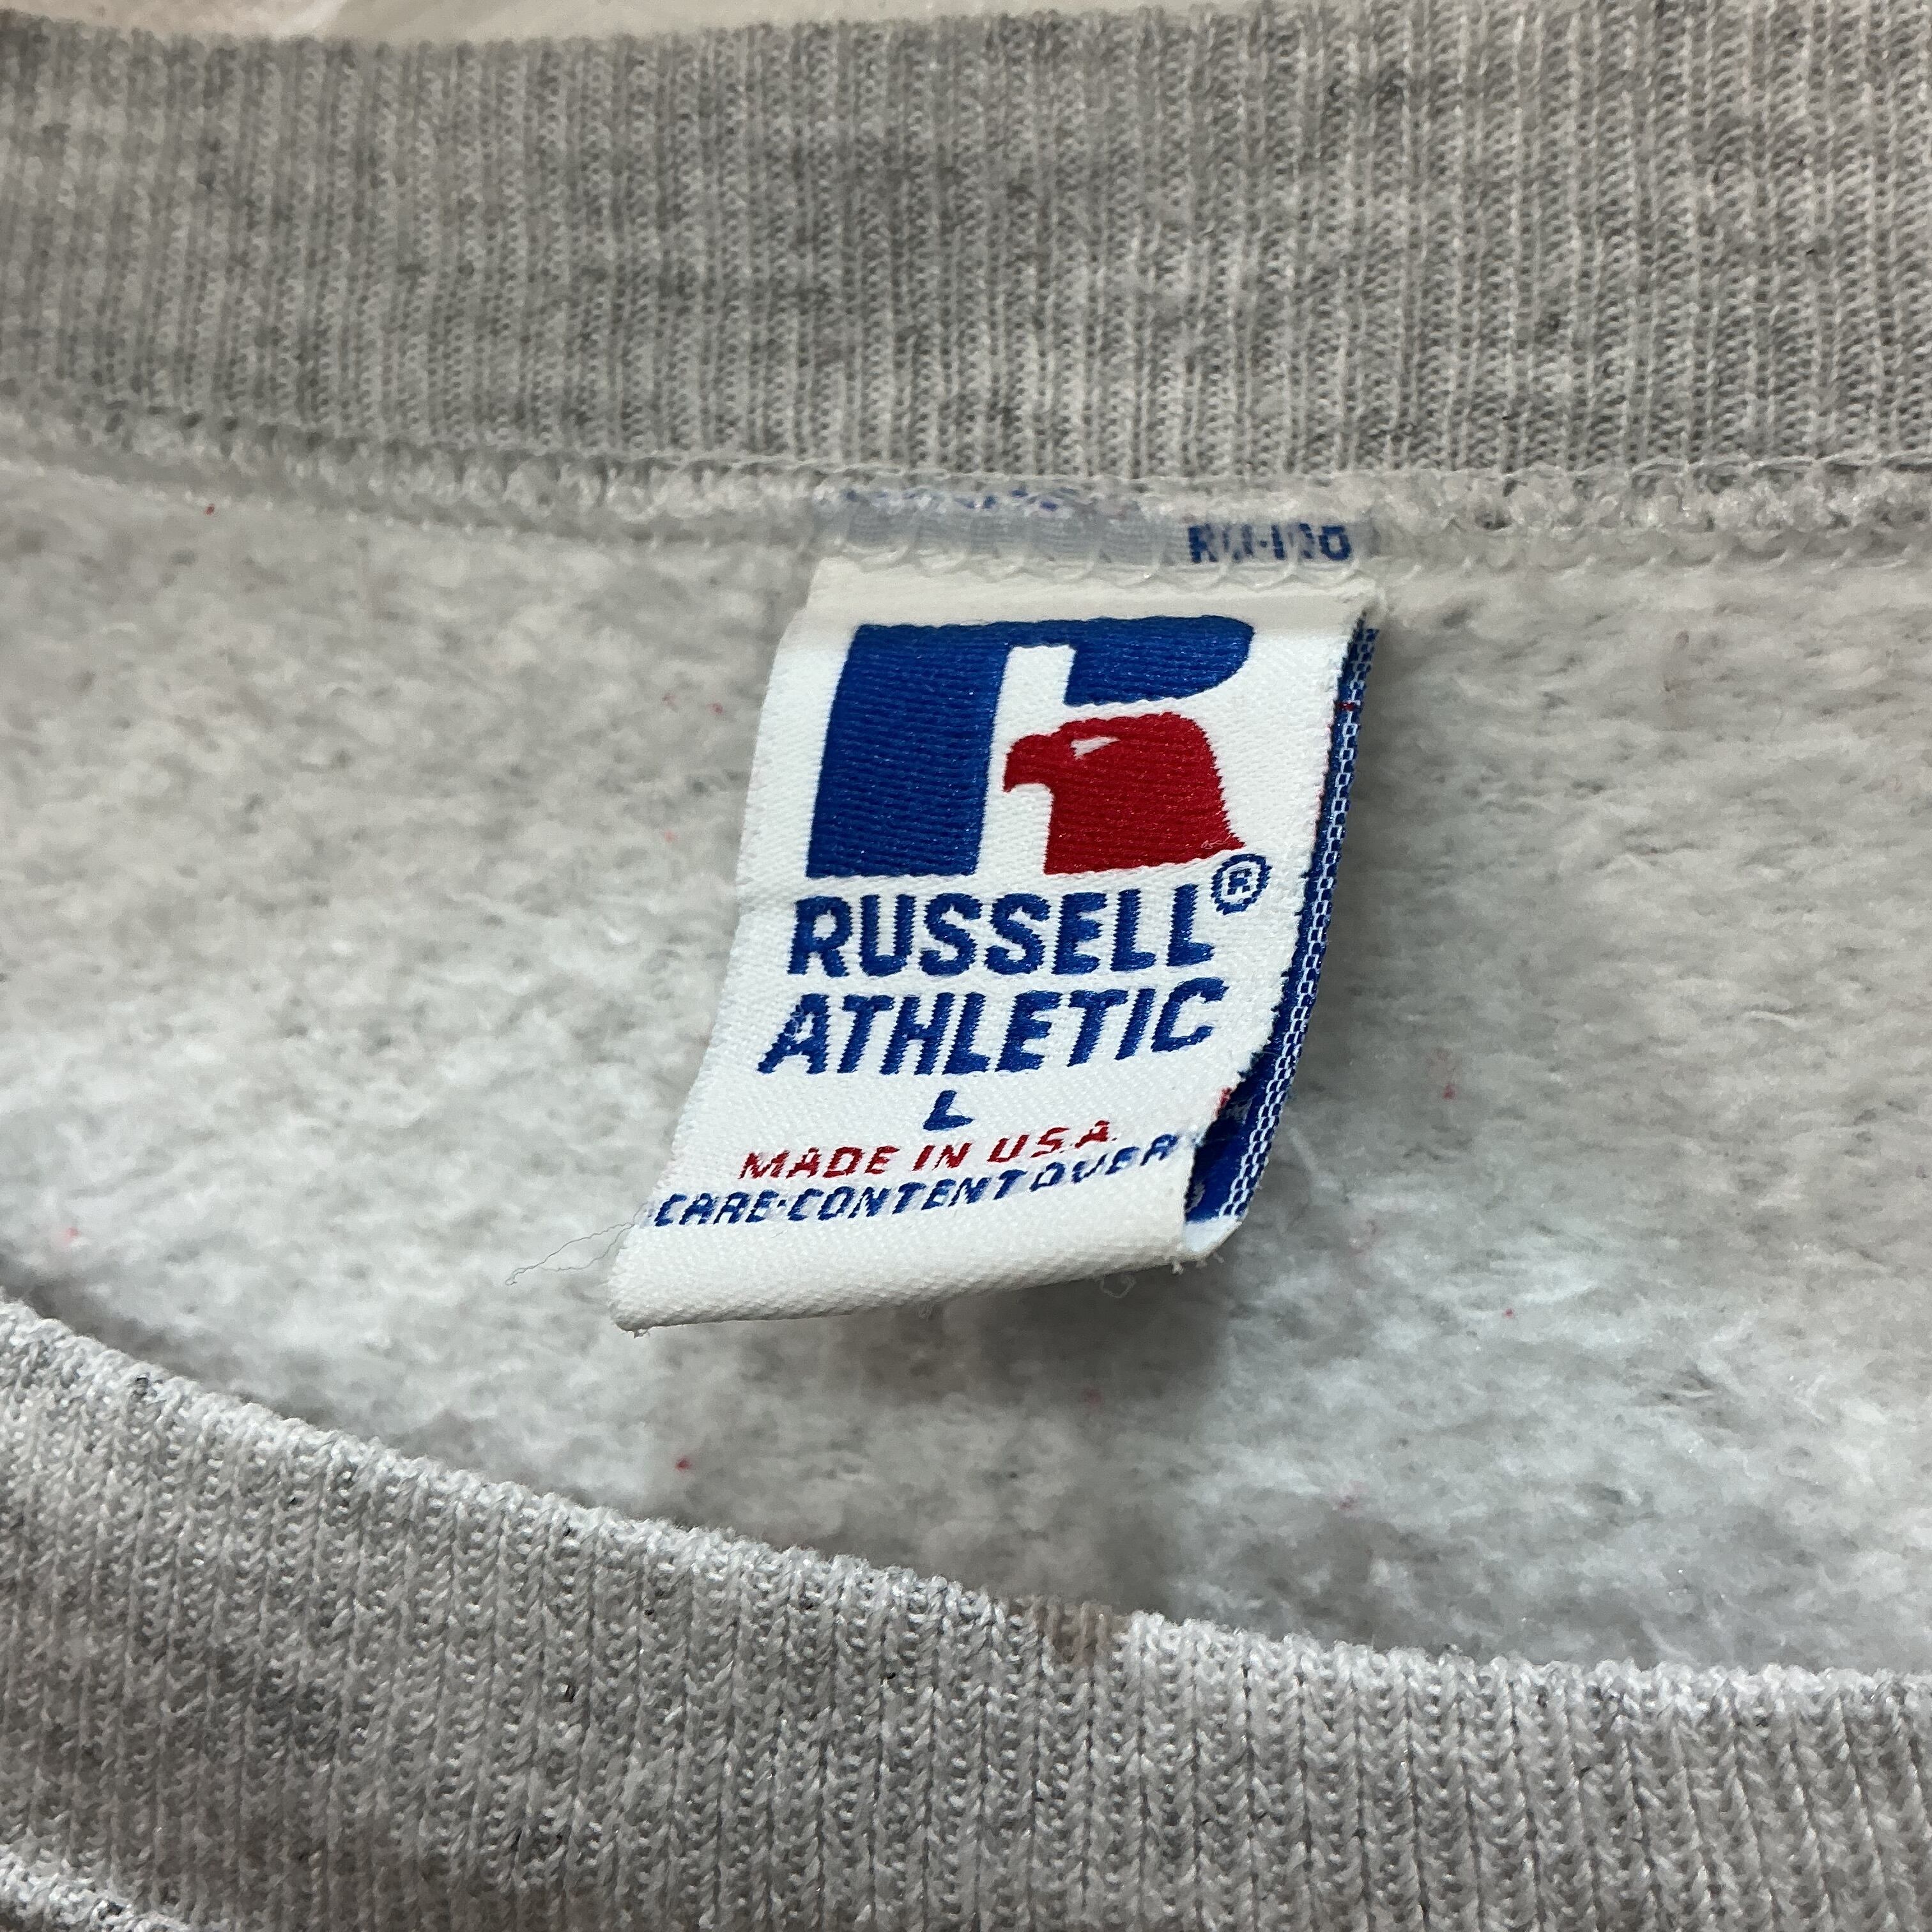 RUSSELL®
ATHLETIC
L
MADE IN U.S.A.
CARE·CONTENT OVER